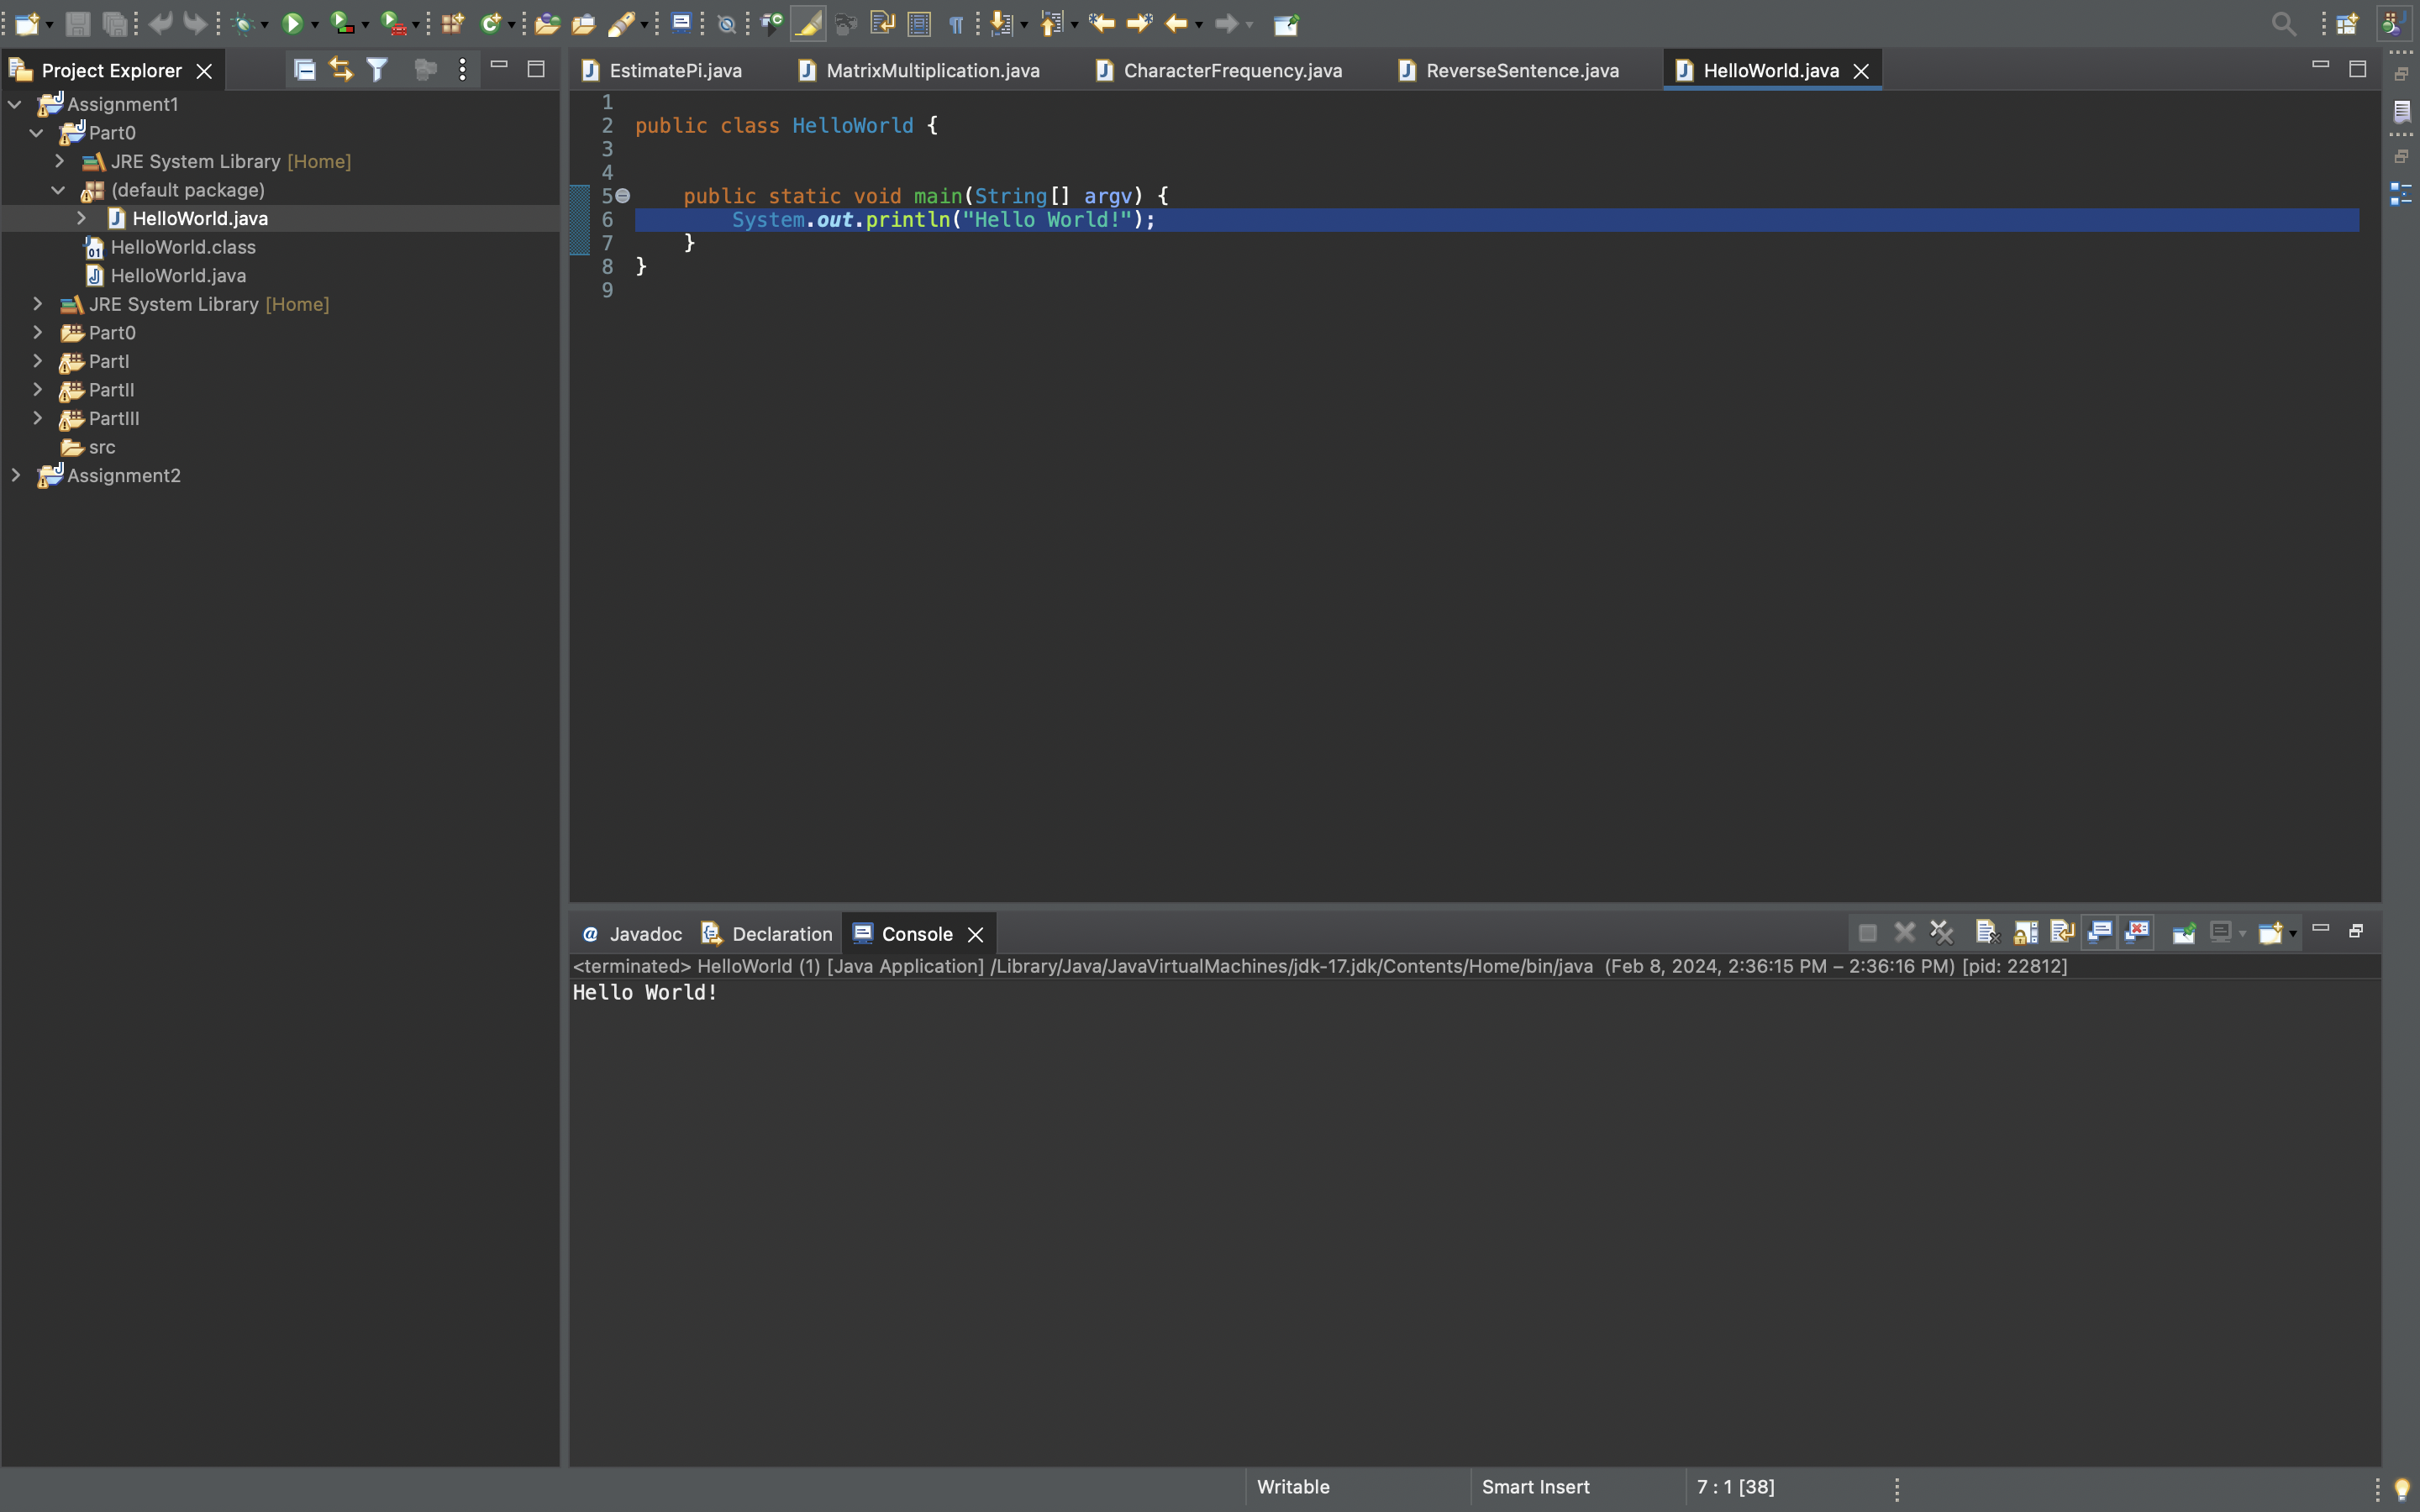 Project Explorer
Assignment1
Part0
JRE System Library [Home]
(default package)
HelloWorld.java
HelloWorld.class
HelloWorld.java
JRE System Library [Home]
Part0
PartI
PartII
PartIII
src
Assignment2
EstimatePi.java MatrixMultiplication.java CharacterFrequency.java ReverseSentence.java HelloWorld.java
1
2 public class HelloWorld {
3
4
5 public static void main(String[] argv) {
6 System.out.println("Hello World!");
7 }
8 }
9
@ Javadoc Declaration Console
<terminated> HelloWorld (1) [Java Application] /Library/Java/JavaVirtualMachines/jdk-17.jdk/Contents/Home/bin/java (Feb 8, 2024, 2:36:15 PM – 2:36:16 PM) [pid: 22812]
Hello World!
Writable Smart Insert 7 : 1 [38]